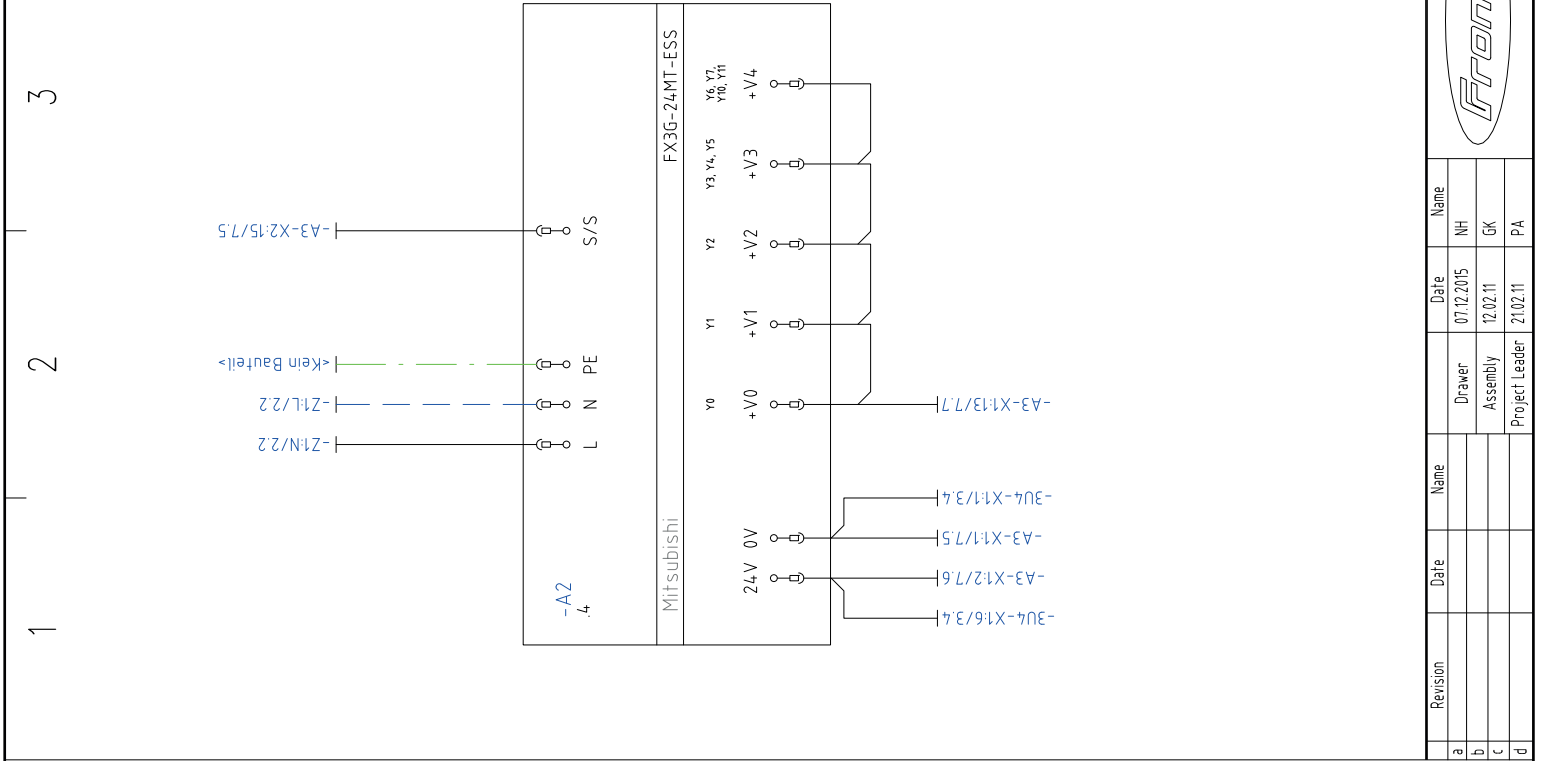 1
2
3
-A2
.4
Mitsubishi
FX3G-24MT-ESS
L
N
PE
S/S
-Z1:N/2.2
-Z1:L/2.2
<Kein Bauteil>
-A3-X2:15/7.5
24V
0V
+V0
+V1
+V2
+V3
+V4
Y0
Y1
Y2
Y3, Y4, Y5
Y6, Y7,
Y10, Y11
-3U4-X1:6/3.4
-A3-X1:2/7.6
-A3-X1:1/7.5
-3U4-X1:1/3.4
-A3-X1:13/7.7
Revision
Date
Name
Date
Name
a
Drawer
07.12.2015
NH
b
Assembly
12.02.11
GK
c
Project Leader
21.02.11
PA
d